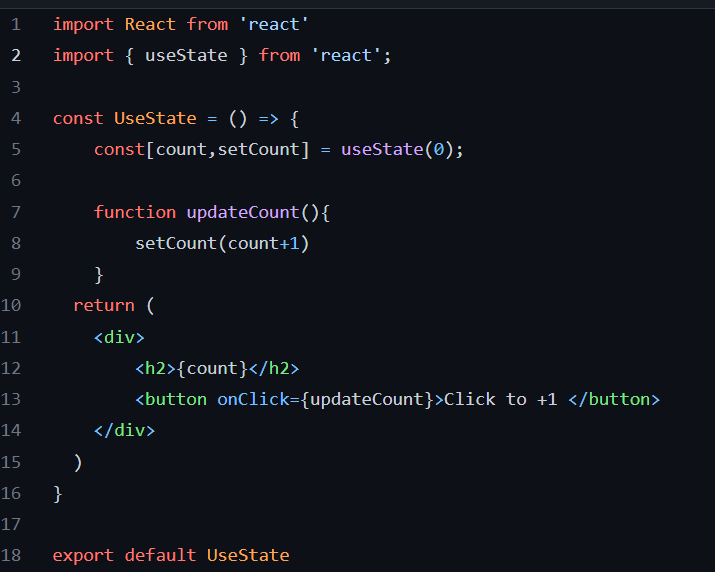 1 import React from 'react'
2 import { useState } from 'react';
3
4 const UseState = () => {
5     const[count,setCount] = useState(0);
6
7     function updateCount(){
8         setCount(count+1)
9     }
10   return (
11     <div>
12         <h2>{count}</h2>
13         <button onClick={updateCount}>Click to +1 </button>
14     </div>
15   )
16 }
17
18 export default UseState